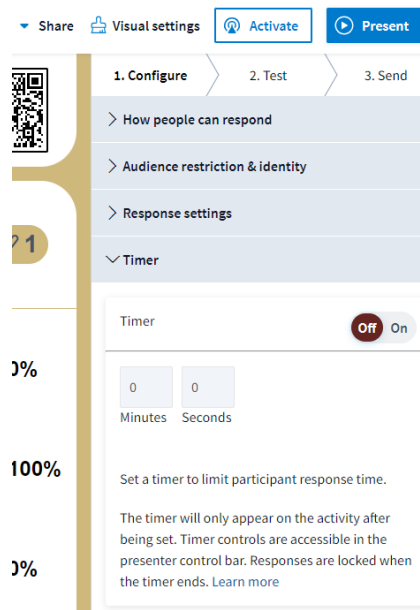 Share Visual settings Activate Present
1. Configure 2. Test 3. Send
How people can respond
Audience restriction & identity
Response settings
1
Timer
Timer
Off On
0%
0 0
Minutes Seconds
100%
Set a timer to limit participant response time.
The timer will only appear on the activity after
being set. Timer controls are accessible in the
presenter control bar. Responses are locked when
0%
the timer ends. Learn more